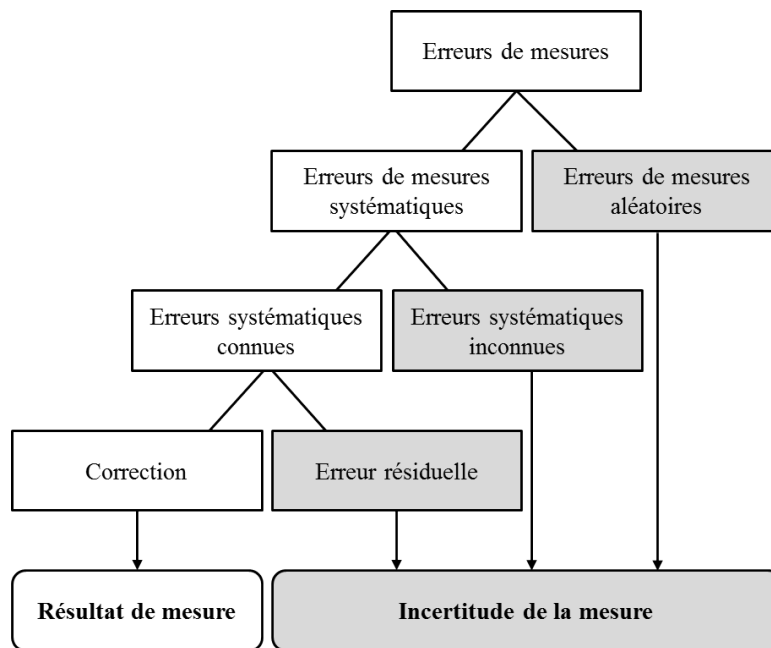 Erreurs de mesures
Erreurs de mesures
systématiques
Erreurs de mesures
aléatoires
Erreurs systématiques
connues
Erreurs systématiques
inconnues
Correction
Erreur résiduelle
Résultat de mesure
Incertitude de la mesure